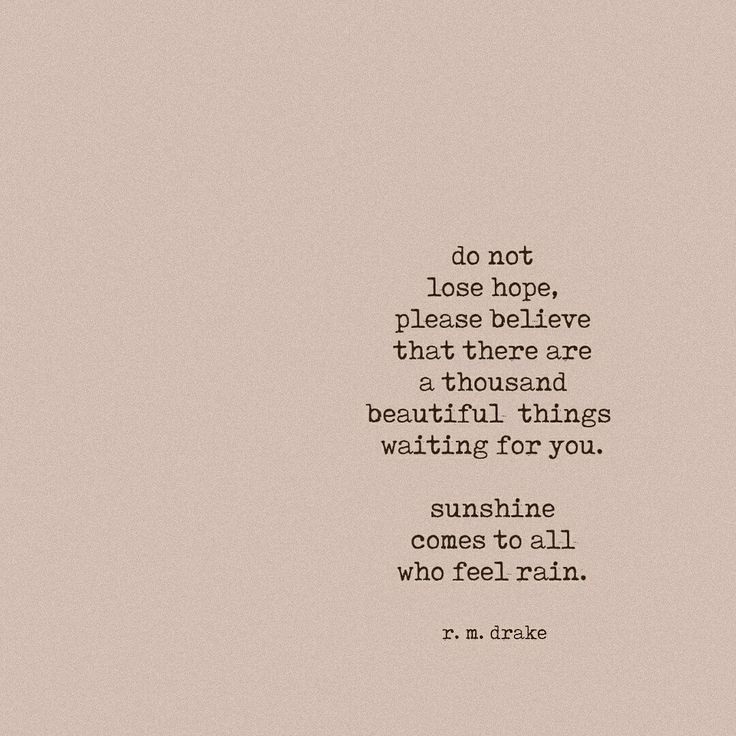 do not
lose hope,
please believe
that there are
a thousand
beautiful things
waiting for you.
sunshine
comes to all
who feel rain.
r. m. drake